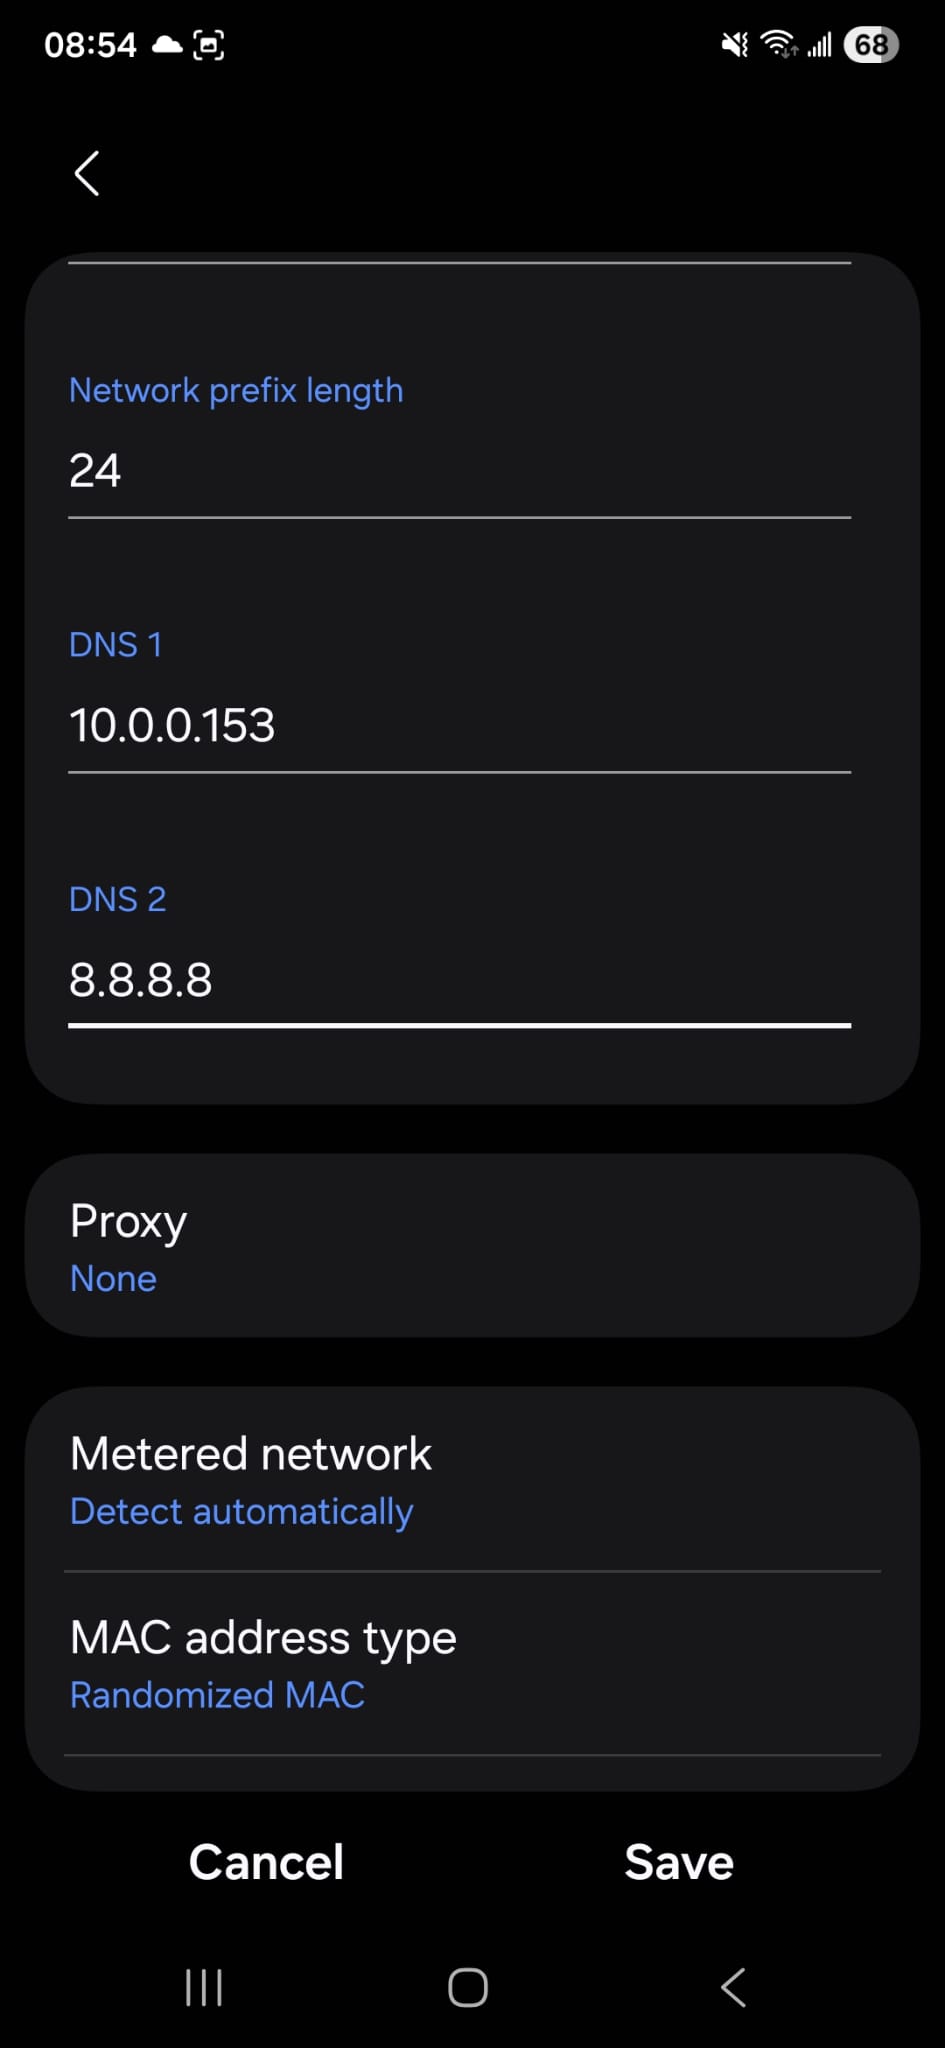 08:54
68
Network prefix length
24
DNS 1
10.0.0.153
DNS 2
8.8.8.8
Proxy
None
Metered network
Detect automatically
MAC address type
Randomized MAC
Cancel
Save